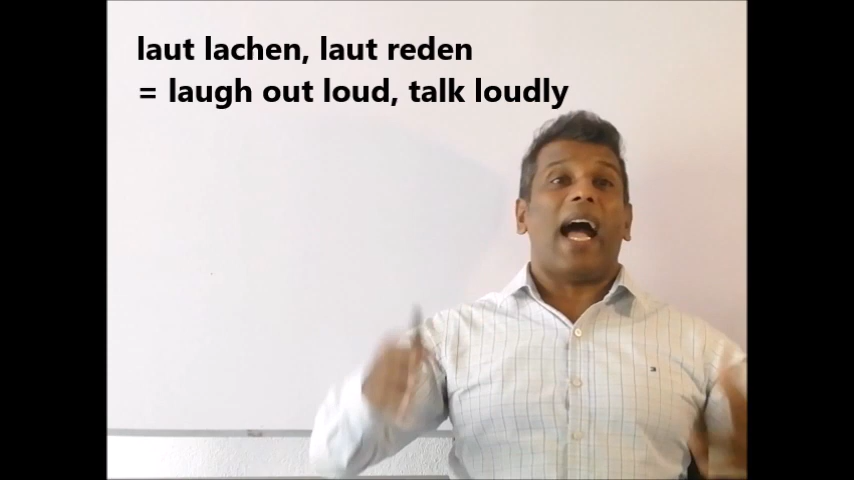 laut lachen, laut reden
= laugh out loud, talk loudly